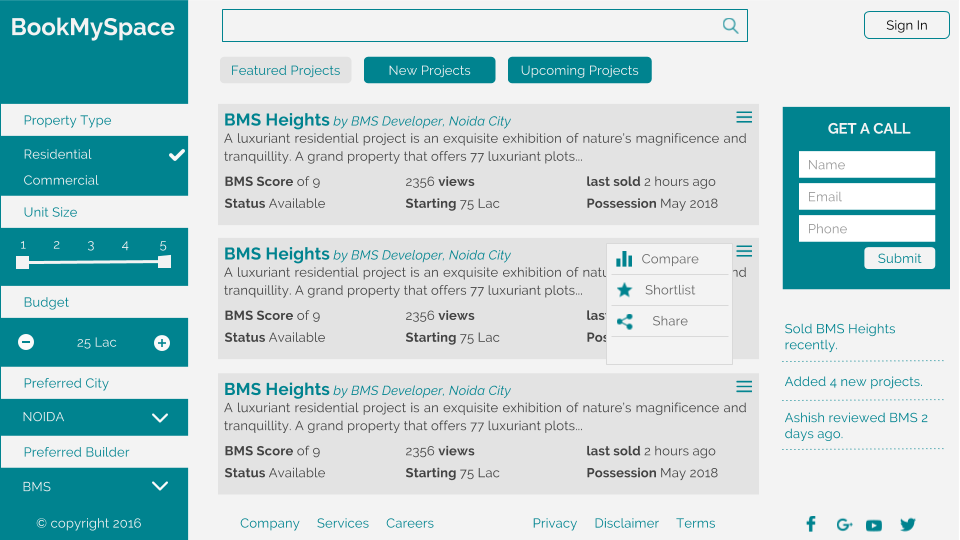 BookMySpace
Sign In
Featured Projects
New Projects
Upcoming Projects
Property Type
Residential
Commercial
Unit Size
1 2 3 4 5
Budget
25 Lac
Preferred City
NOIDA
Preferred Builder
BMS
© copyright 2016
BMS Heights by BMS Developer, Noida City
A luxuriant residential project is an exquisite exhibition of nature's magnificence and
tranquillity. A grand property that offers 77 luxuriant plots...
BMS Score of 9 2356 views last sold 2 hours ago
Status Available Starting 75 Lac Possession May 2018
BMS Heights by BMS Developer, Noida City
A luxuriant residential project is an exquisite exhibition of
tranquillity. A grand property that offers 77 luxuriant plots...
BMS Score of 9 2356 views
Status Available Starting 75 Lac
Compare
Shortlist
Share
BMS Heights by BMS Developer, Noida City
A luxuriant residential project is an exquisite exhibition of nature's magnificence and
tranquillity. A grand property that offers 77 luxuriant plots...
BMS Score of 9 2356 views last sold 2 hours ago
Status Available Starting 75 Lac Possession May 2018
GET A CALL
Name
Email
Phone
Submit
Sold BMS Heights
recently.
Added 4 new projects.
Ashish reviewed BMS 2
days ago.
Company Services Careers Privacy Disclaimer Terms